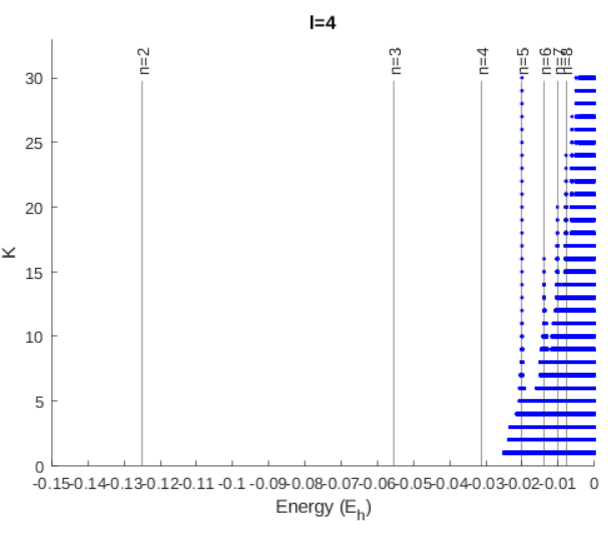 l=4
n=2
n=3
n=4
n=5
n=6
n=7
n=8
30
25
20
15
10
5
0
K
-0.15-0.14-0.13-0.12-0.11 -0.1 -0.09-0.08-0.07-0.06-0.05-0.04-0.03-0.02-0.01 0
Energy (E_h)